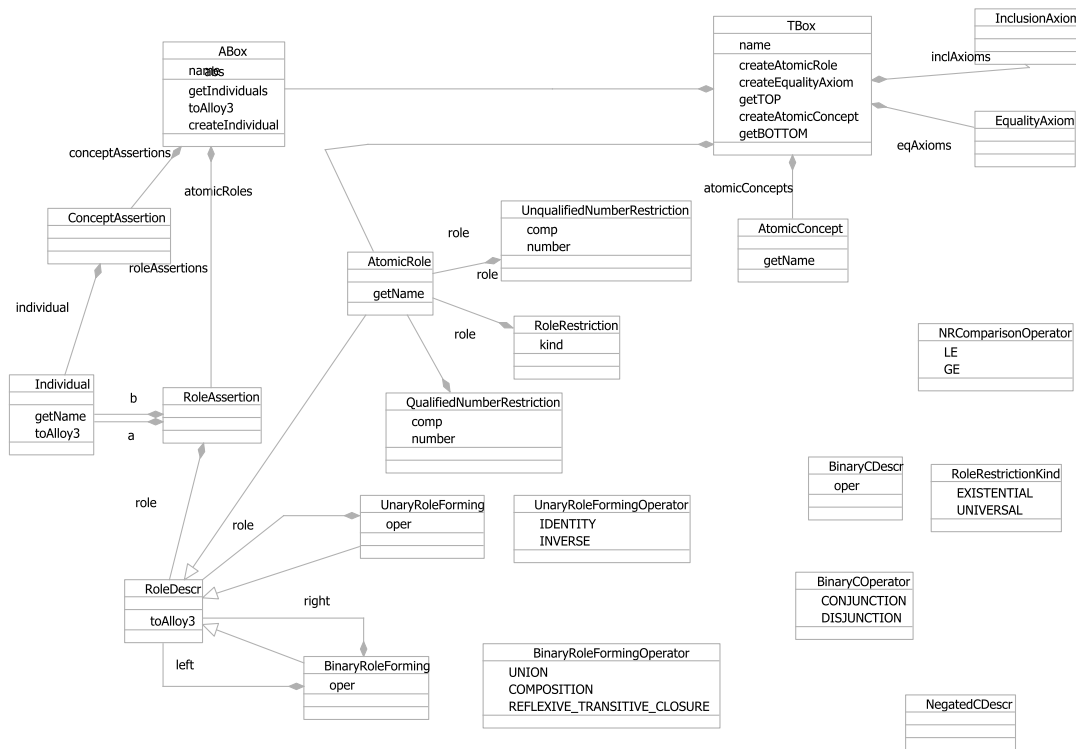 InclusionAxiom
TBox
name
createAtomicRole
createEqualityAxiom
getTOP
createAtomicConcept
getBOTTOM
inclAxioms
EqualityAxiom
eqAxioms
ABox
name
abs
getIndividuals
toAlloy3
createIndividual
conceptAssertions
atomicRoles
atomicConcepts
ConceptAssertion
UnqualifiedNumberRestriction
comp
number
AtomicConcept
getName
role
AtomicRole
getName
role
roleAssertions
individual
RoleRestriction
kind
role
NRComparisonOperator
LE
GE
Individual
getName
toAlloy3
b
a
RoleAssertion
QualifiedNumberRestriction
comp
number
BinaryCDescr
oper
RoleRestrictionKind
EXISTENTIAL
UNIVERSAL
role
role
UnaryRoleForming
oper
UnaryRoleFormingOperator
IDENTITY
INVERSE
RoleDescr
toAlloy3
right
BinaryCOperator
CONJUNCTION
DISJUNCTION
left
BinaryRoleForming
oper
BinaryRoleFormingOperator
UNION
COMPOSITION
REFLEXIVE_TRANSITIVE_CLOSURE
NegatedCDescr